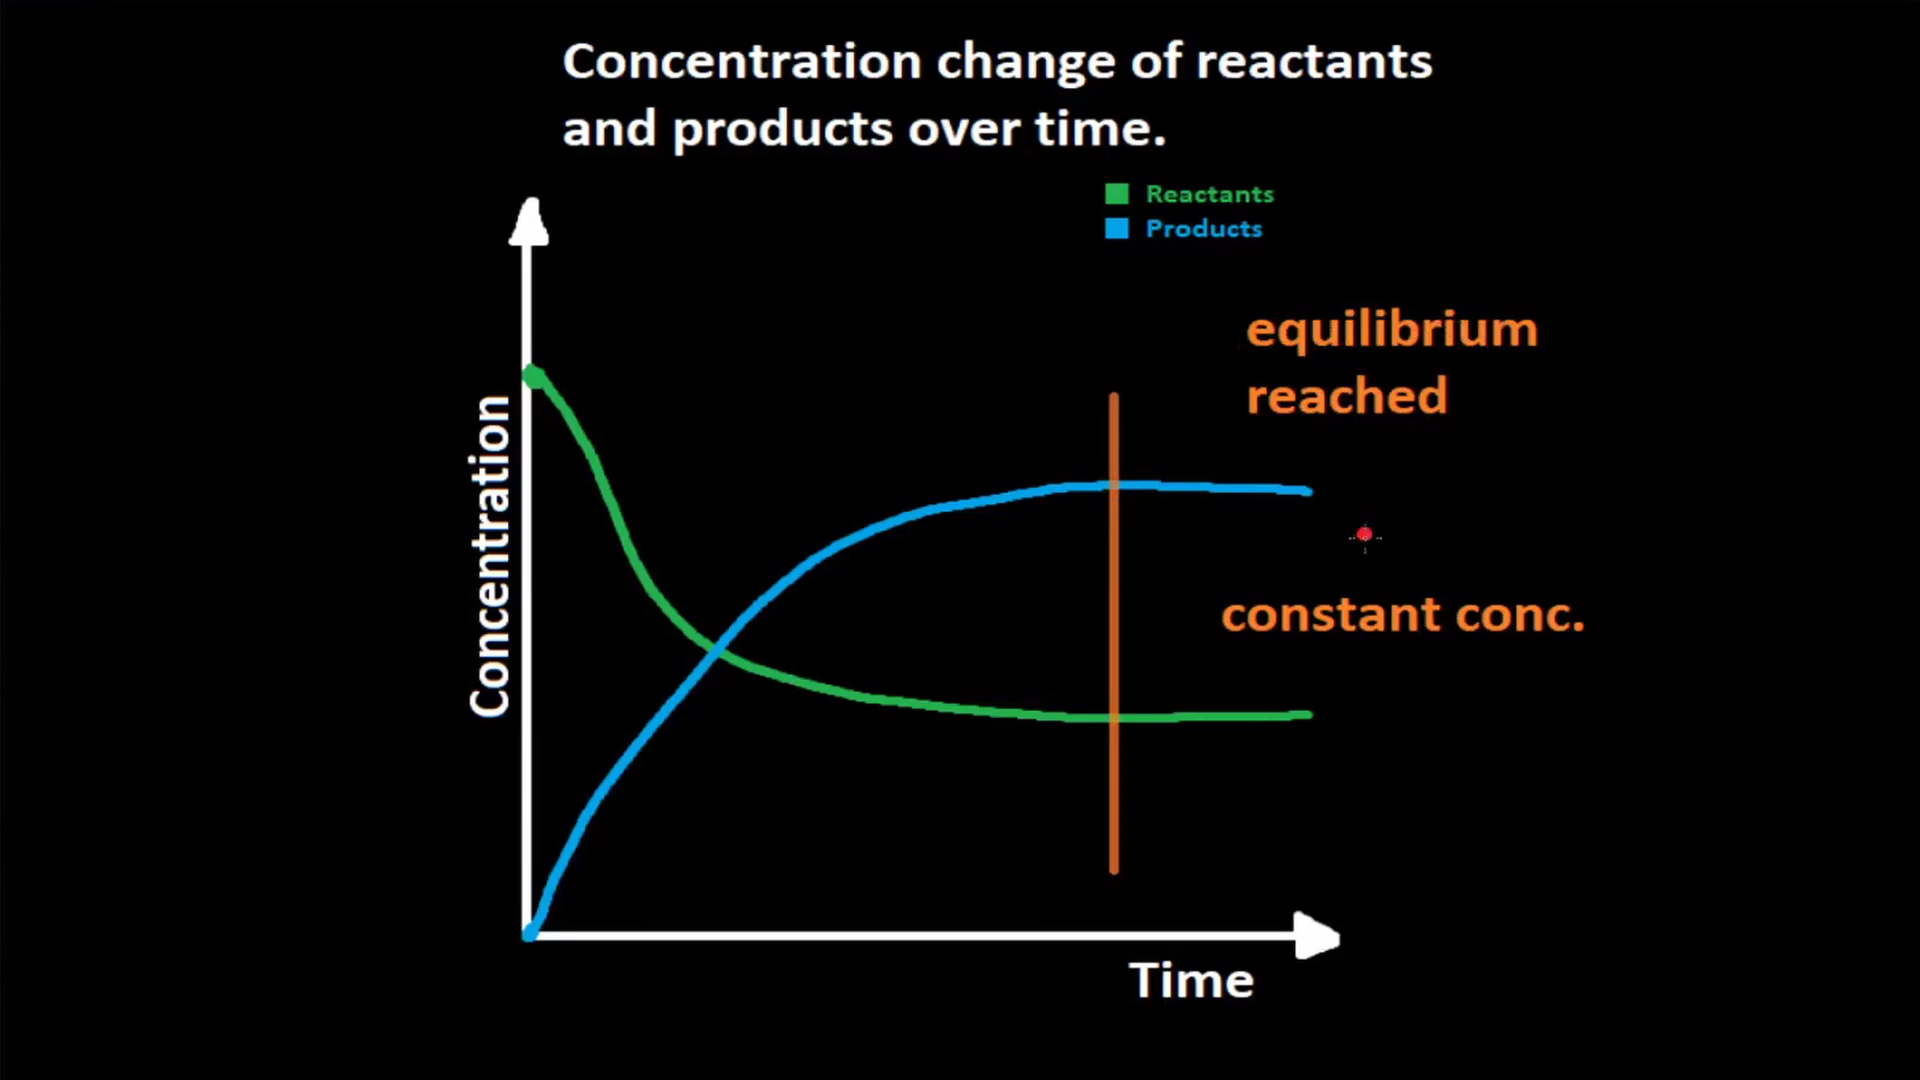 Concentration change of reactants
and products over time.
Reactants
Products
equilibrium
reached
Concentration
constant conc.
Time